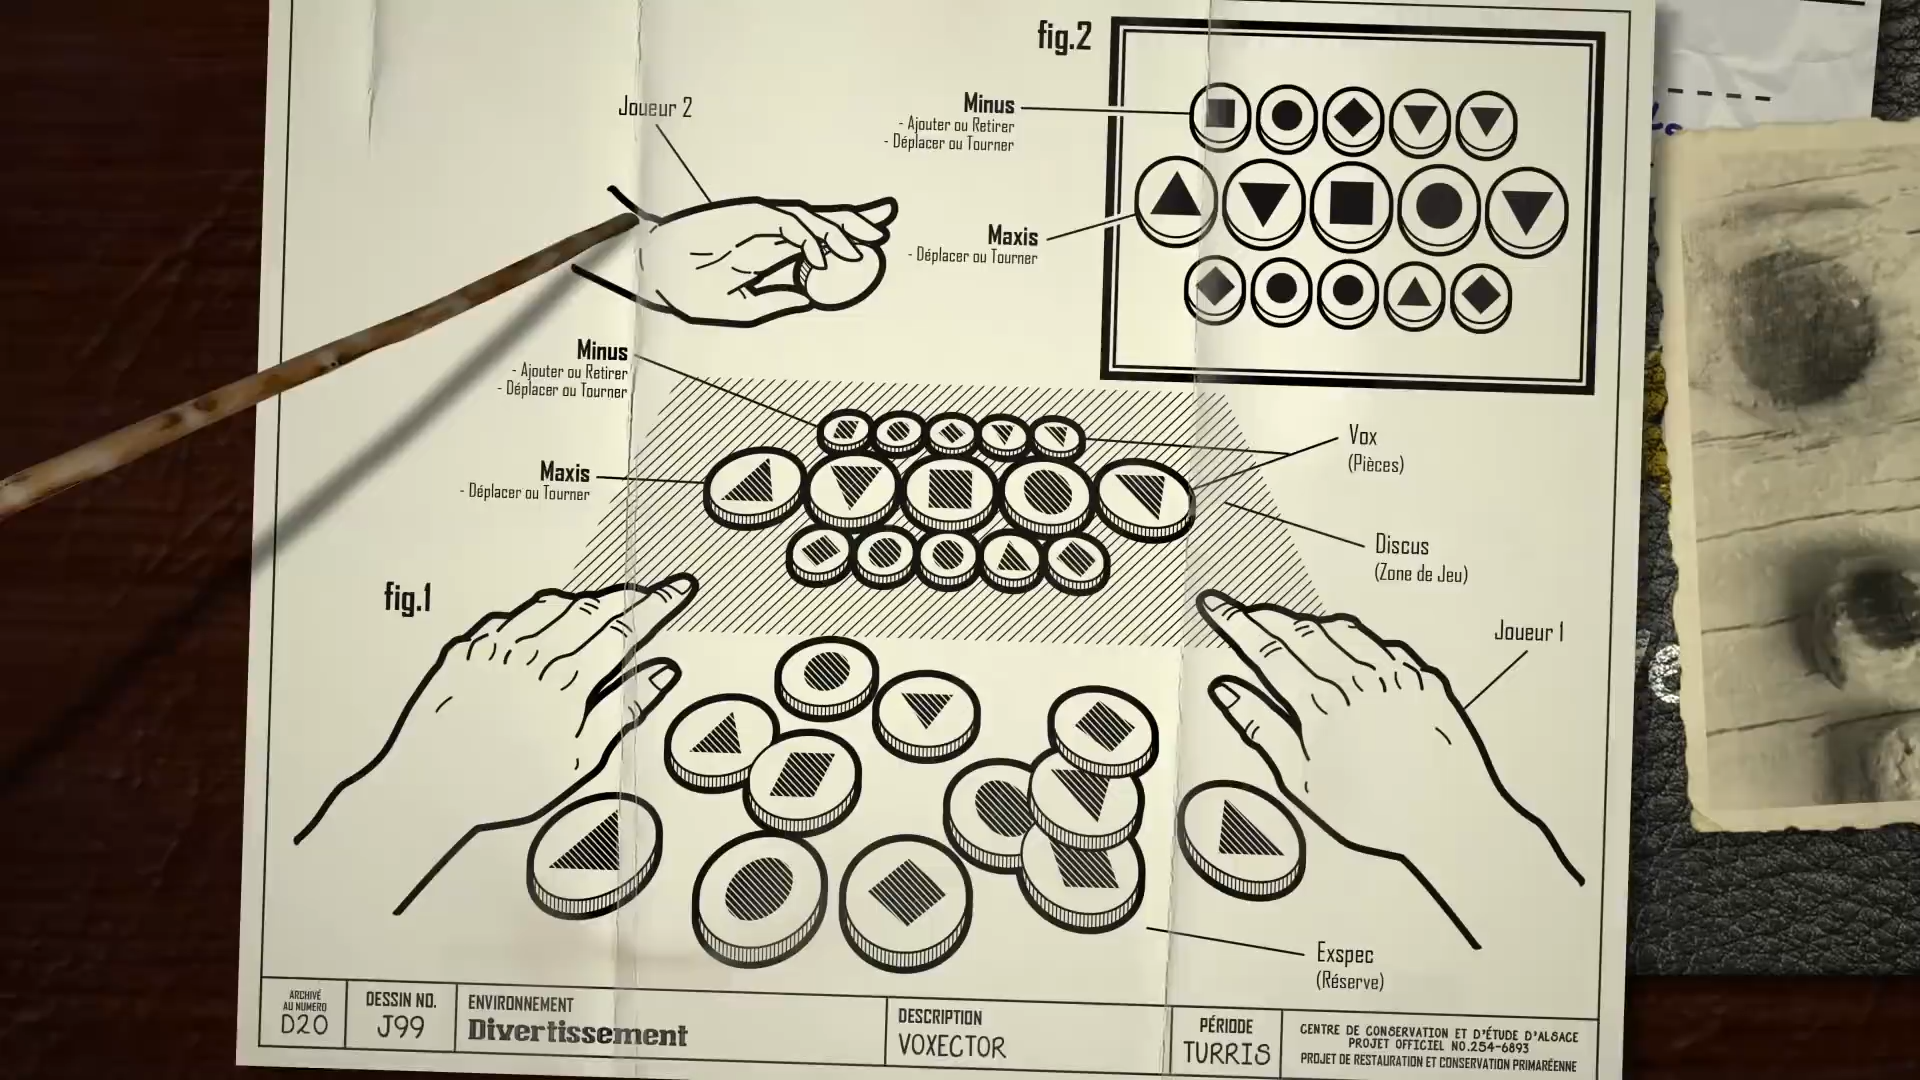 fig.2
Joueur 2
Minus
- Ajouter ou Retirer
- Déplacer ou Tourner
Maxis
- Déplacer ou Tourner
Minus
- Ajouter ou Retirer
- Déplacer ou Tourner
Maxis
- Déplacer ou Tourner
Vox
(Pièces)
Discus
(Zone de Jeu)
fig.1
Joueur 1
Exspec
(Réserve)
ARCHIVÉ
AU NUMERO
D20
DESSIN NO.
J99
ENVIRONNEMENT
Divertissement
DESCRIPTION
VOXECTOR
PÉRIODE
TURRIS
CENTRE DE CONSERVATION ET D'ÉTUDE D'ALSACE
PROJET OFFICIEL NO.254-6893
PROJET DE RESTAURATION ET CONSERVATION PRIMARÉENNE